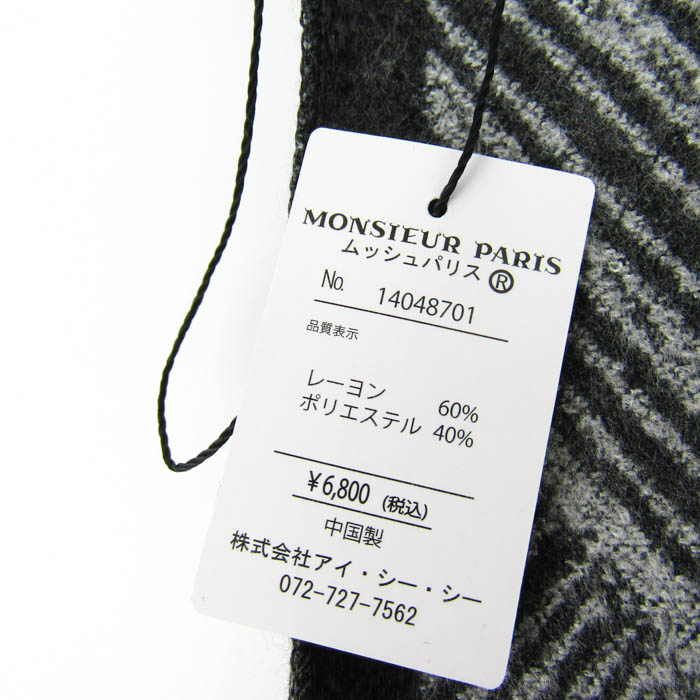 MONSIEUR PARIS
ムッシュパリス®
No. 14048701
品質表示
レーヨン 60%
ポリエステル 40%
¥6,800 (税込)
中国製
株式会社アイ・シー・シー
072-727-7562